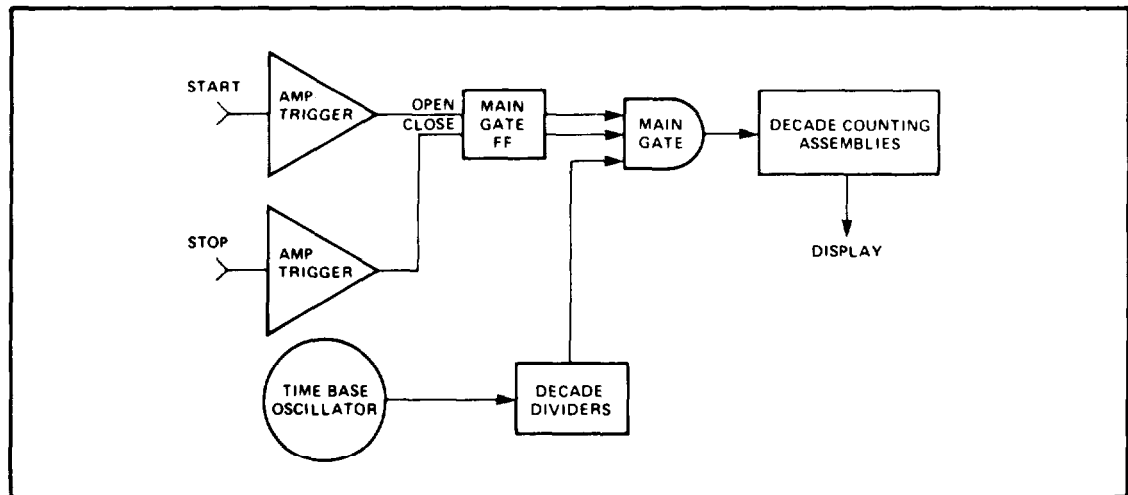 START
AMP
TRIGGER
OPEN
CLOSE
MAIN
GATE
FF
MAIN
GATE
DECADE COUNTING
ASSEMBLIES
STOP
AMP
TRIGGER
DISPLAY
TIME BASE
OSCILLATOR
DECADE
DIVIDERS